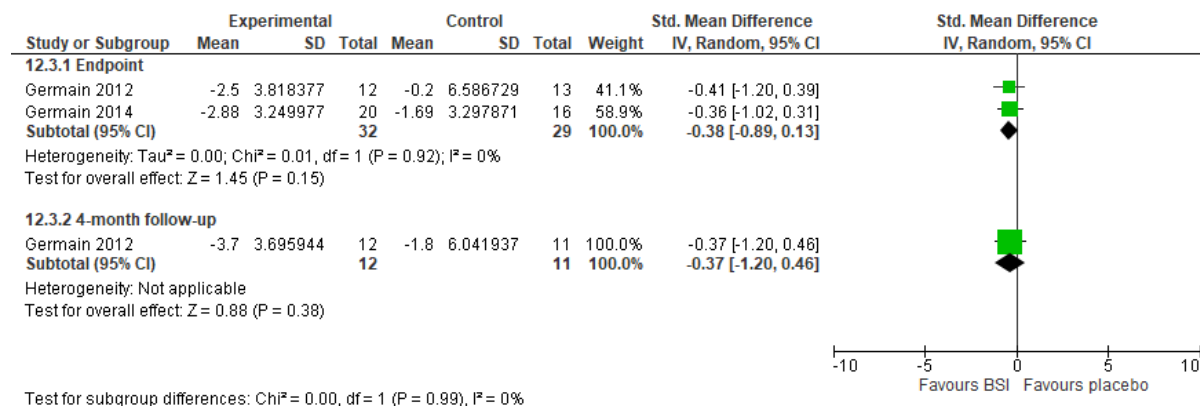 Experimental Control Std. Mean Difference Std. Mean Difference
Study or Subgroup Mean SD Total Mean SD Total Weight IV, Random, 95% CI IV, Random, 95% CI
12.3.1 Endpoint
Germain 2012 -2.5 3.818377 12 -0.2 6.586729 13 41.1% -0.41 [-1.20, 0.39]
Germain 2014 -2.88 3.249977 20 -1.69 3.297871 16 58.9% -0.36 [-1.02, 0.31]
Subtotal (95% CI) 32 29 100.0% -0.38 [-0.89, 0.13]
Heterogeneity: Tau² = 0.00; Chi² = 0.01, df = 1 (P = 0.92); I² = 0%
Test for overall effect: Z = 1.45 (P = 0.15)
12.3.2 4-month follow-up
Germain 2012 -3.7 3.695944 12 -1.8 6.041937 11 100.0% -0.37 [-1.20, 0.46]
Subtotal (95% CI) 12 11 100.0% -0.37 [-1.20, 0.46]
Heterogeneity: Not applicable
Test for overall effect: Z = 0.88 (P = 0.38)
-10 -5 0 5 10
Favours BSI Favours placebo
Test for subgroup differences: Chi² = 0.00, df = 1 (P = 0.99), I² = 0%